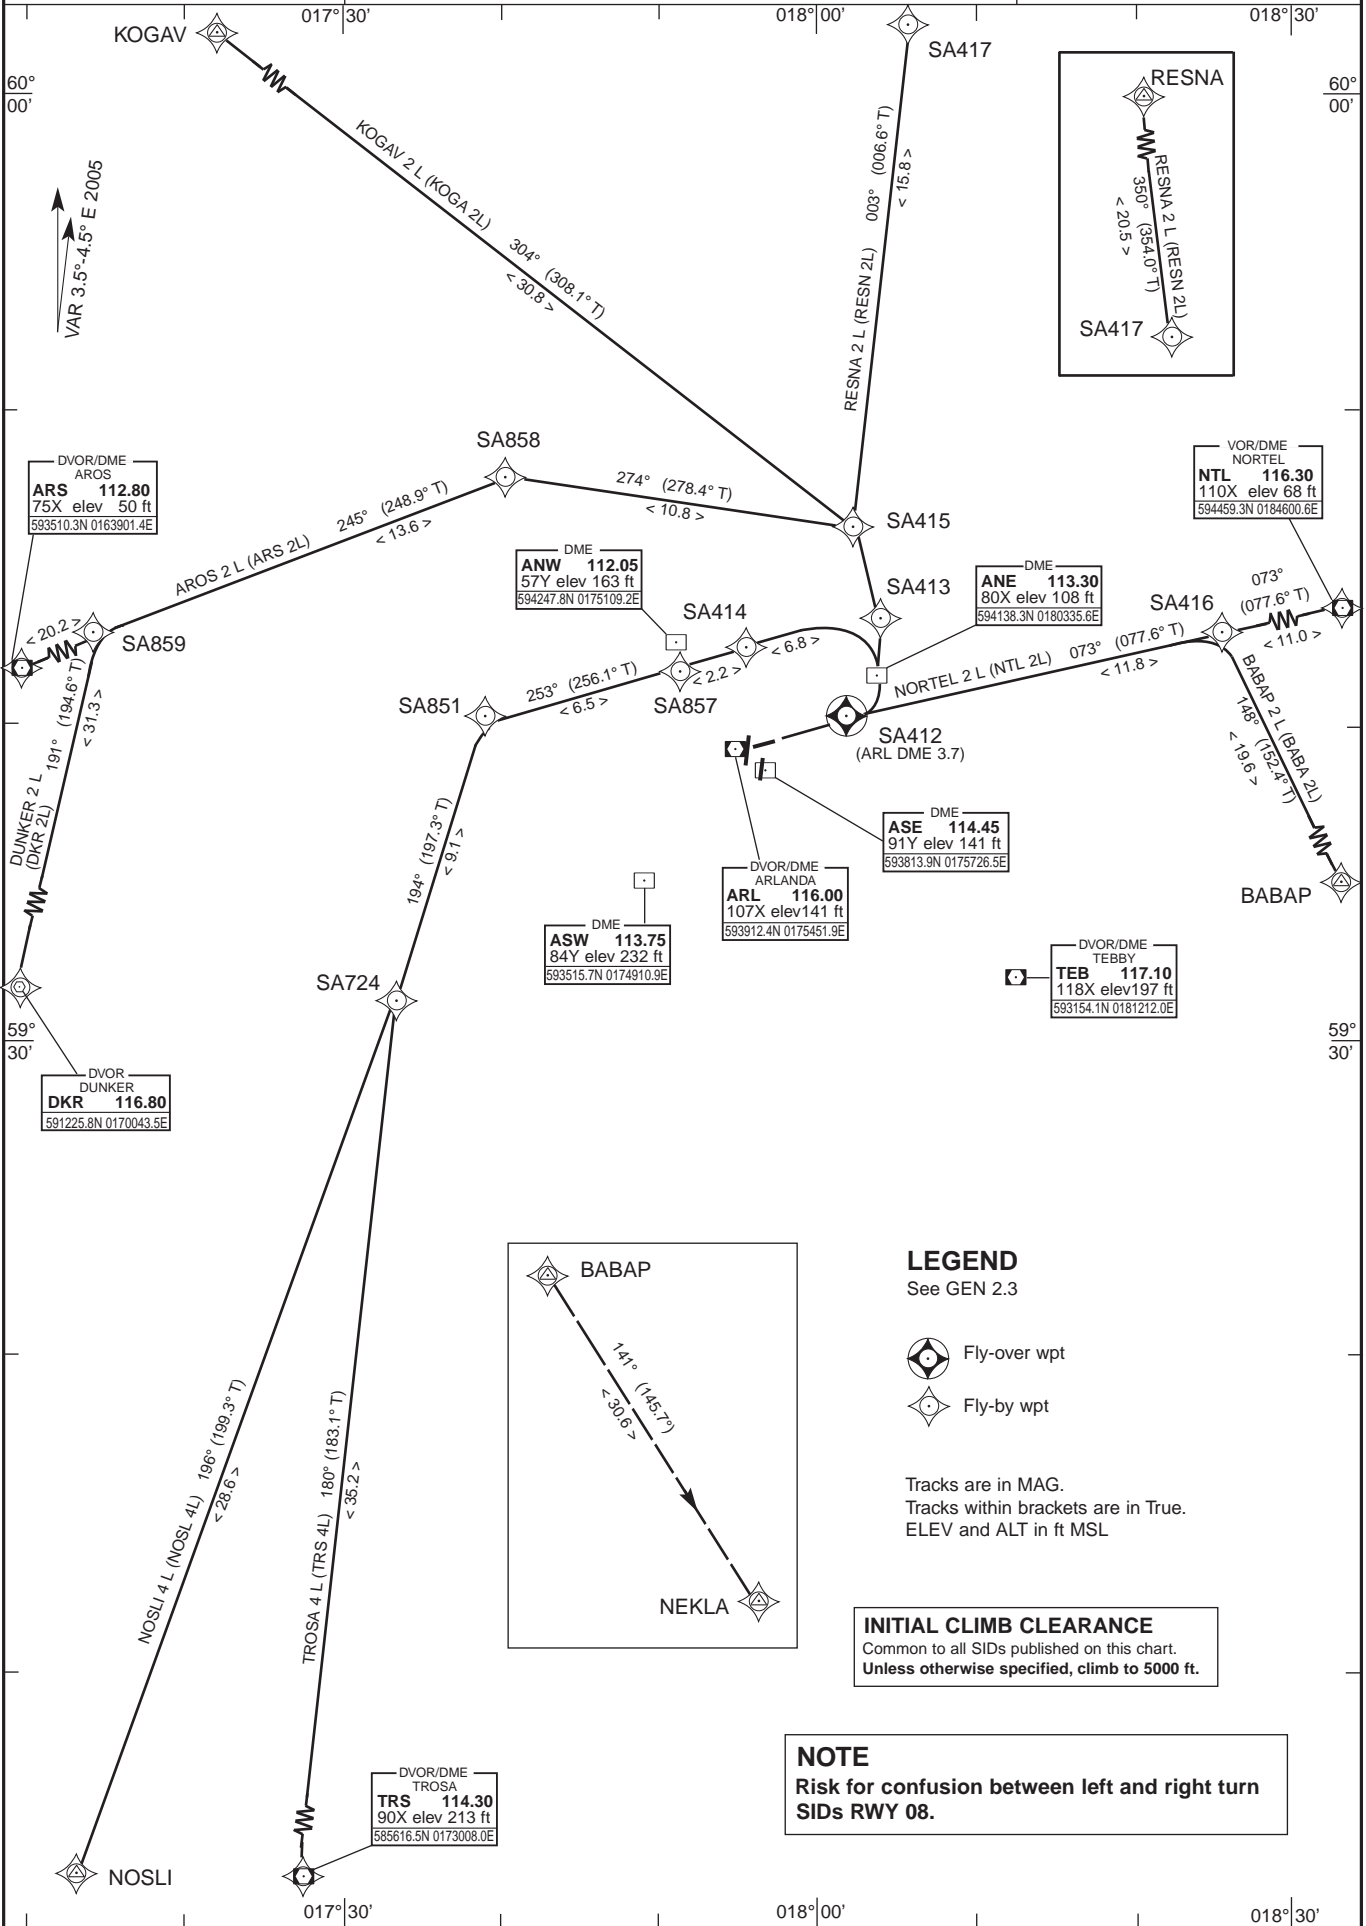 017° 30'
018° 00'
018° 30'
KOGAV
SA417
60°
00'
60°
00'
RESNA
RESNA 2 L (RESN 2L)
350° (354.0° T)
< 20.5 >
SA417
VAR 3.5°-4.5° E 2005
KOGAV 2 L (KOGA 2L) 304° (308.1° T)
< 30.8 >
RESNA 2 L (RESN 2L) 003° (006.6° T)
< 15.8 >
SA858
DVOR/DME
AROS
ARS 112.80
75X elev 50 ft
593510.3N 0163901.4E
VOR/DME
NORTEL
NTL 116.30
110X elev 68 ft
594459.3N 0184600.6E
274° (278.4° T)
< 10.8 >
SA415
AROS 2 L (ARS 2L) 245° (248.9° T)
< 13.6 >
DME
ANW 112.05
57Y elev 163 ft
594247.8N 0175109.2E
DME
ANE 113.30
80X elev 108 ft
594138.3N 0180335.6E
SA413
SA414
SA416
073°
(077.6° T)
< 11.0 >
< 20.2 >
SA859
< 6.8 >
< 2.2 >
SA857
253° (256.1° T)
< 6.5 >
SA851
NORTEL 2 L (NTL 2L) 073° (077.6° T)
< 11.8 >
SA412
(ARL DME 3.7)
BABAP 2 L (BABA 2L)
148° (152.4° T)
< 19.6 >
BABAP
DUNKER 2 L
(DKR 2L)
191° (194.6° T)
< 31.3 >
194° (197.3° T)
< 9.1 >
DME
ASE 114.45
91Y elev 141 ft
593813.9N 0175726.5E
DVOR/DME
ARLANDA
ARL 116.00
107X elev141 ft
593912.4N 0175451.9E
DME
ASW 113.75
84Y elev 232 ft
593515.7N 0174910.9E
DVOR/DME
TEBBY
TEB 117.10
118X elev197 ft
593154.1N 0181212.0E
SA724
59°
30'
59°
30'
DVOR
DUNKER
DKR 116.80
591225.8N 0170043.5E
BABAP
141° (145.7°)
< 30.6 >
NEKLA
LEGEND
See GEN 2.3
Fly-over wpt
Fly-by wpt
Tracks are in MAG.
Tracks within brackets are in True.
ELEV and ALT in ft MSL
NOSLI 4 L (NOSL 4L) 196° (199.3° T)
< 28.6 >
TROSA 4 L (TRS 4L) 180° (183.1° T)
< 35.2 >
INITIAL CLIMB CLEARANCE
Common to all SIDs published on this chart.
Unless otherwise specified, climb to 5000 ft.
NOTE
Risk for confusion between left and right turn
SIDs RWY 08.
DVOR/DME
TROSA
TRS 114.30
90X elev 213 ft
585616.5N 0173008.0E
NOSLI
017° 30'
018° 00'
018° 30'